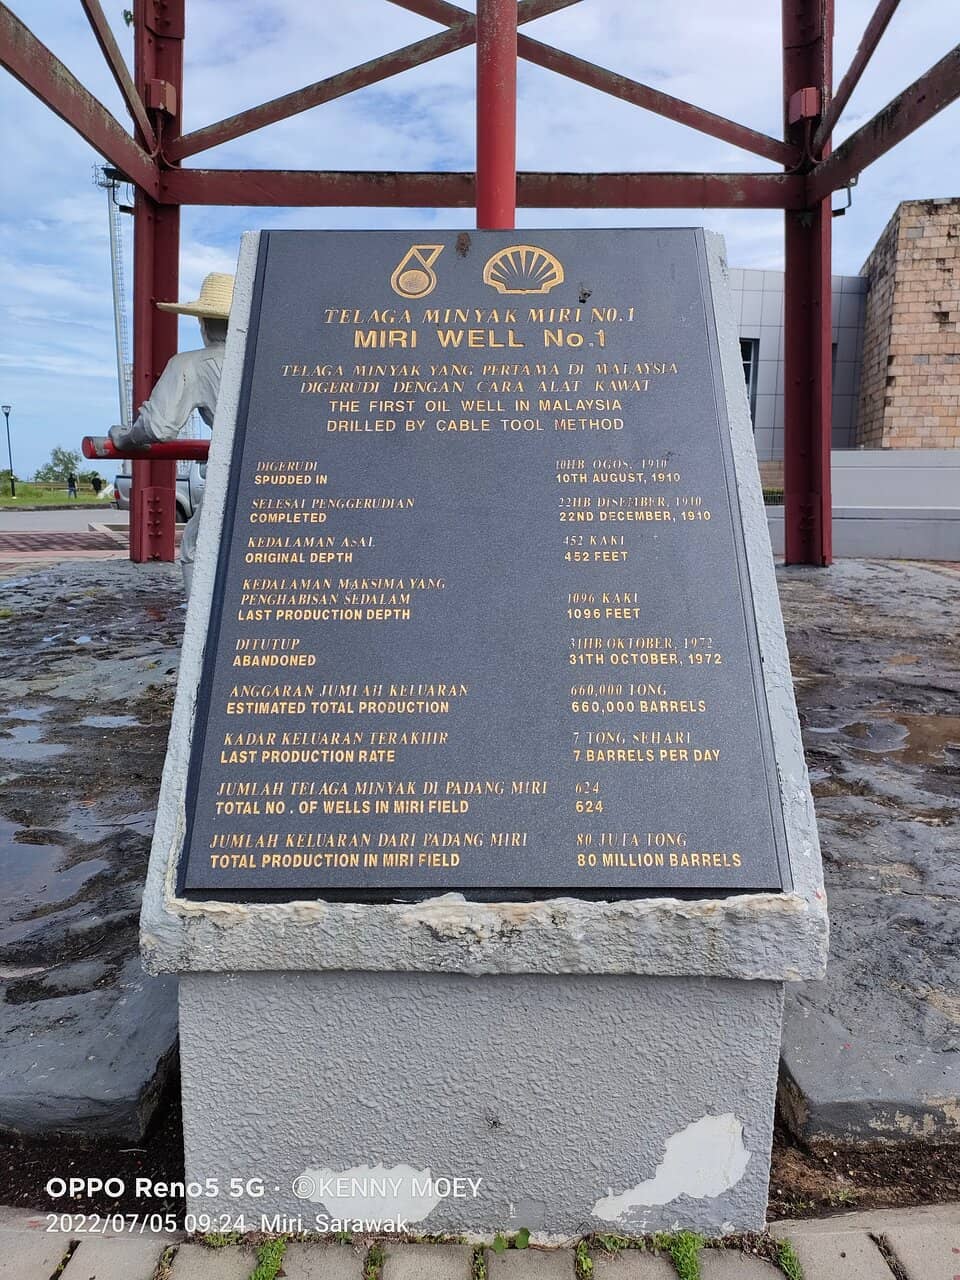 TELAGA MINYAK MIRI NO.1
MIRI WELL No.1
TELAGA MINYAK YANG PERTAMA DI MALAYSIA
DIGERUDI DENGAN CARA ALAT KAWAT
THE FIRST OIL WELL IN MALAYSIA
DRILLED BY CABLE TOOL METHOD
DIGERUDI 10HB OGOS, 1910
SPUDDED IN 10TH AUGUST, 1910
SELESAI PENGGERUDIAN 22HB DISEMBER, 1910
COMPLETED 22ND DECEMBER, 1910
KEDALAMAN ASAL 452 KAKI
ORIGINAL DEPTH 452 FEET
KEDALAMAN MAKSIMA YANG
PENGHABISAN SEDALAM 1096 KAKI
LAST PRODUCTION DEPTH 1096 FEET
DITUTUP 31HB OKTOBER, 1972
ABANDONED 31TH OCTOBER, 1972
ANGGARAN JUMLAH KELUARAN 660,000 TONG
ESTIMATED TOTAL PRODUCTION 660,000 BARRELS
KADAR KELUARAN TERAKHIR 7 TONG SEHARI
LAST PRODUCTION RATE 7 BARRELS PER DAY
JUMLAH TELAGA MINYAK DI PADANG MIRI 624
TOTAL NO. OF WELLS IN MIRI FIELD 624
JUMLAH KELUARAN DARI PADANG MIRI 80 JUTA TONG
TOTAL PRODUCTION IN MIRI FIELD 80 MILLION BARRELS
OPPO Reno5 5G · ©KENNY MOEY
2022/07/05 09:24 Miri, Sarawak